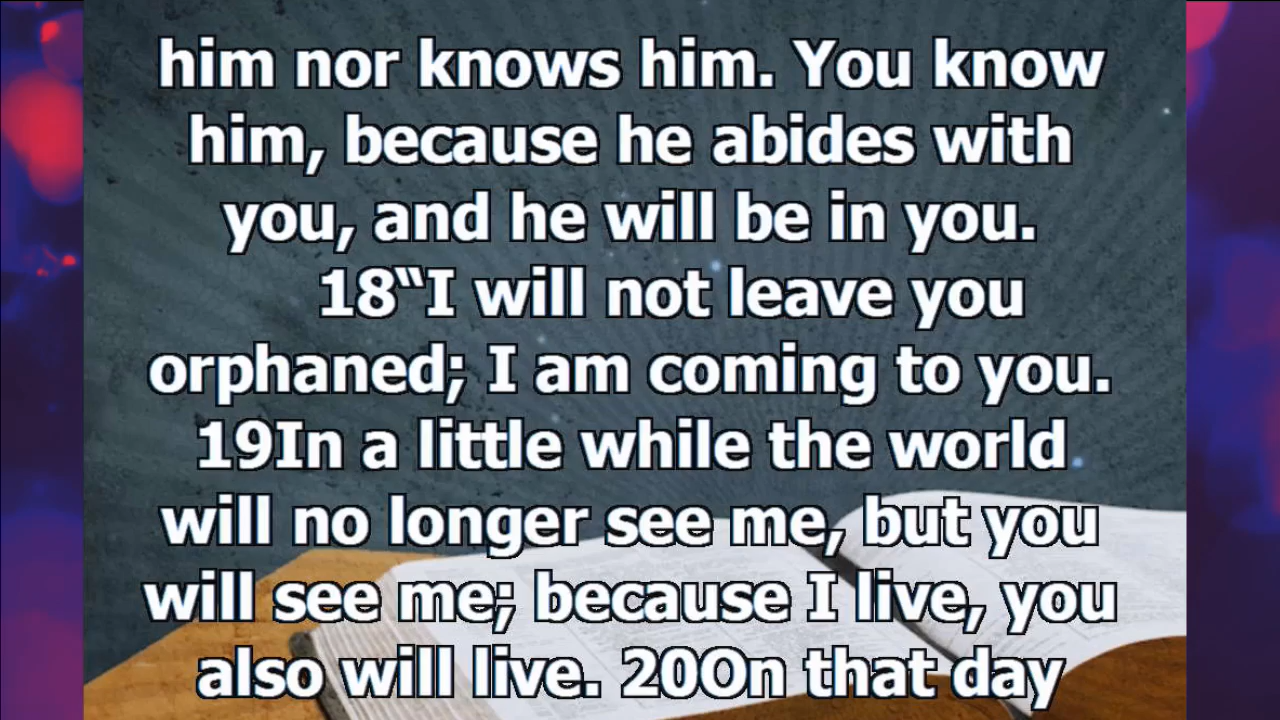 him nor knows him. You know
him, because he abides with
you, and he will be in you.
18“I will not leave you
orphaned; I am coming to you.
19In a little while the world
will no longer see me, but you
will see me; because I live, you
also will live. 20On that day